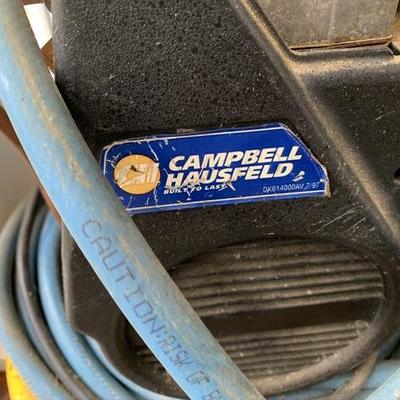 CAMPBELL
HAUSFELD
BUILT TO LAST
DK614000AV 7/97
CAUTION:RISK OF